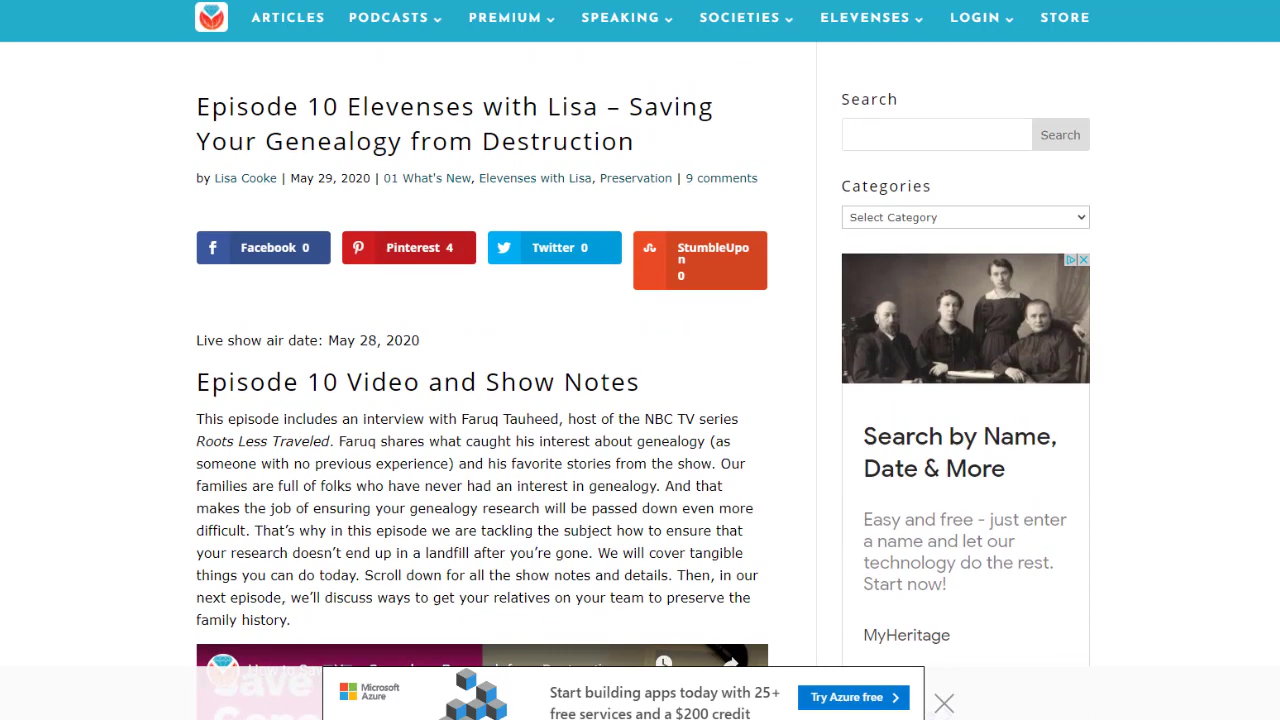 ARTICLES PODCASTS PREMIUM SPEAKING SOCIETIES ELEVENSES LOGIN STORE
Episode 10 Elevenses with Lisa – Saving
Your Genealogy from Destruction
by Lisa Cooke | May 29, 2020 | 01 What's New, Elevenses with Lisa, Preservation | 9 comments
Facebook 0
Pinterest 4
Twitter 0
StumbleUpo
n
0
Live show air date: May 28, 2020
Episode 10 Video and Show Notes
This episode includes an interview with Faruq Tauheed, host of the NBC TV series
Roots Less Traveled. Faruq shares what caught his interest about genealogy (as
someone with no previous experience) and his favorite stories from the show. Our
families are full of folks who have never had an interest in genealogy. And that
makes the job of ensuring your genealogy research will be passed down even more
difficult. That’s why in this episode we are tackling the subject how to ensure that
your research doesn’t end up in a landfill after you’re gone. We will cover tangible
things you can do today. Scroll down for all the show notes and details. Then, in our
next episode, we’ll discuss ways to get your relatives on your team to preserve the
family history.
Save
Search
Search
Categories
Select Category
Search by Name,
Date & More
Easy and free - just enter
a name and let our
technology do the rest.
Start now!
MyHeritage
Microsoft
Azure
Start building apps today with 25+
free services and a $200 credit
Try Azure free